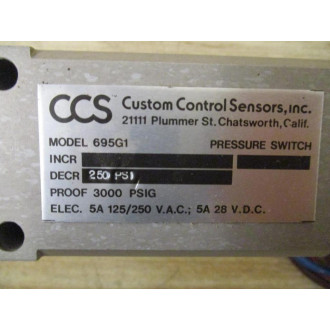 CCS Custom Control Sensors, inc.
21111 Plummer St. Chatsworth, Calif.
MODEL 695G1 PRESSURE SWITCH
INCR
DECR 250 PSI
PROOF 3000 PSIG
ELEC. 5A 125/250 V.A.C.; 5A 28 V.D.C.